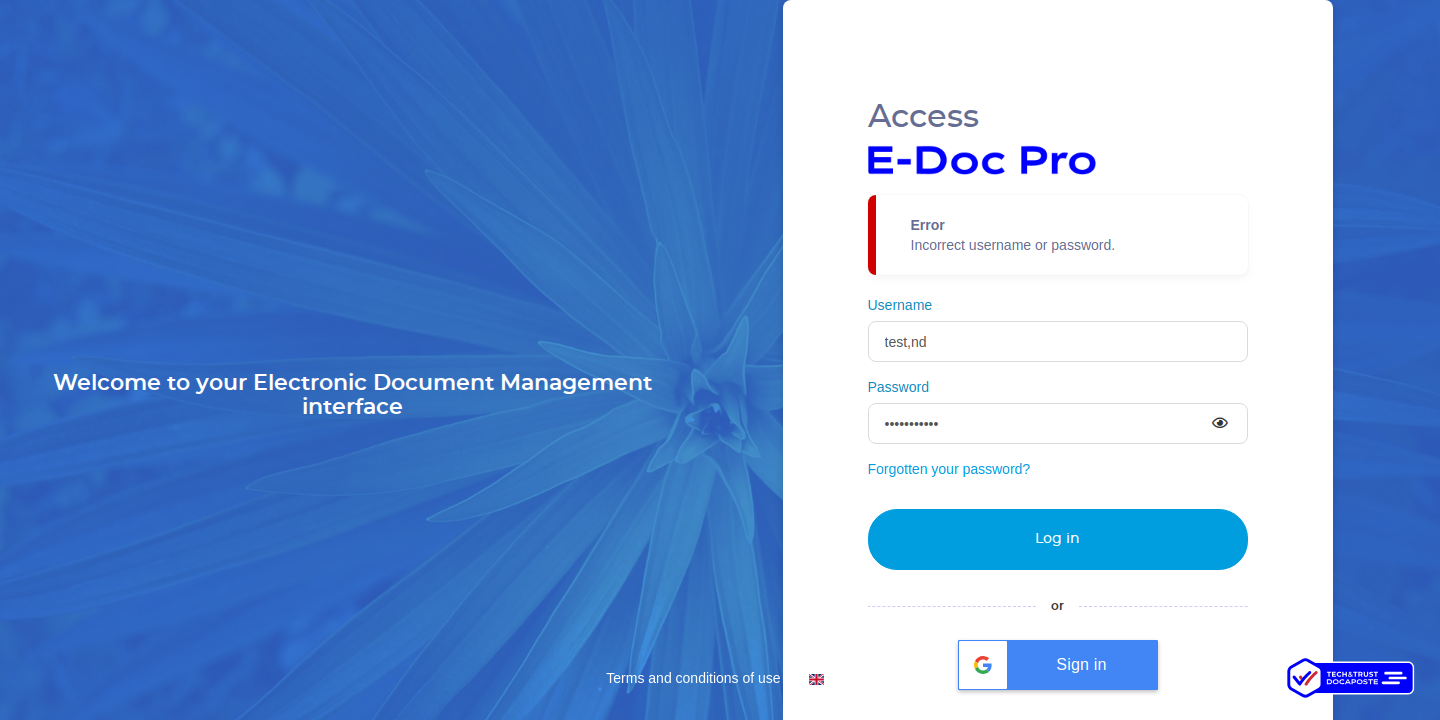 Access
E-Doc Pro
Error
Incorrect username or password.
Username
test,nd
Password
•••••••••••
Forgotten your password?
Log in
or
Sign in
Welcome to your Electronic Document Management
interface
Terms and conditions of use
TECH&TRUST
DOCAPOSTE